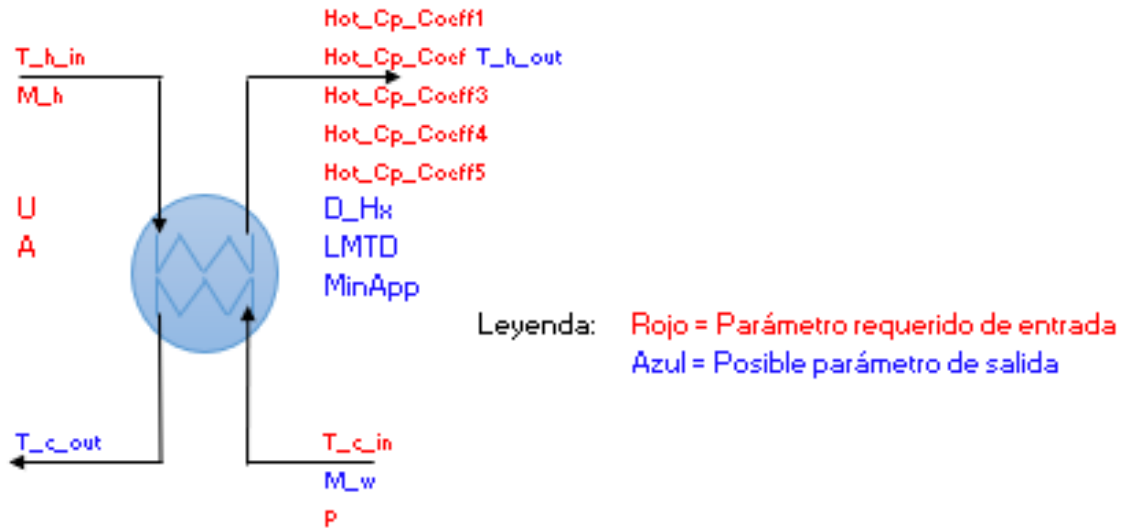 Hot_Cp_Coeff1
T_h_in
Hot_Cp_Coef T_h_out
M_h
Hot_Cp_Coeff3
Hot_Cp_Coeff4
Hot_Cp_Coeff5
U
D_Hx
A
LMTD
MinApp
Leyenda: Rojo = Parámetro requerido de entrada
Azul = Posible parámetro de salida
T_c_out
T_c_in
M_w
P